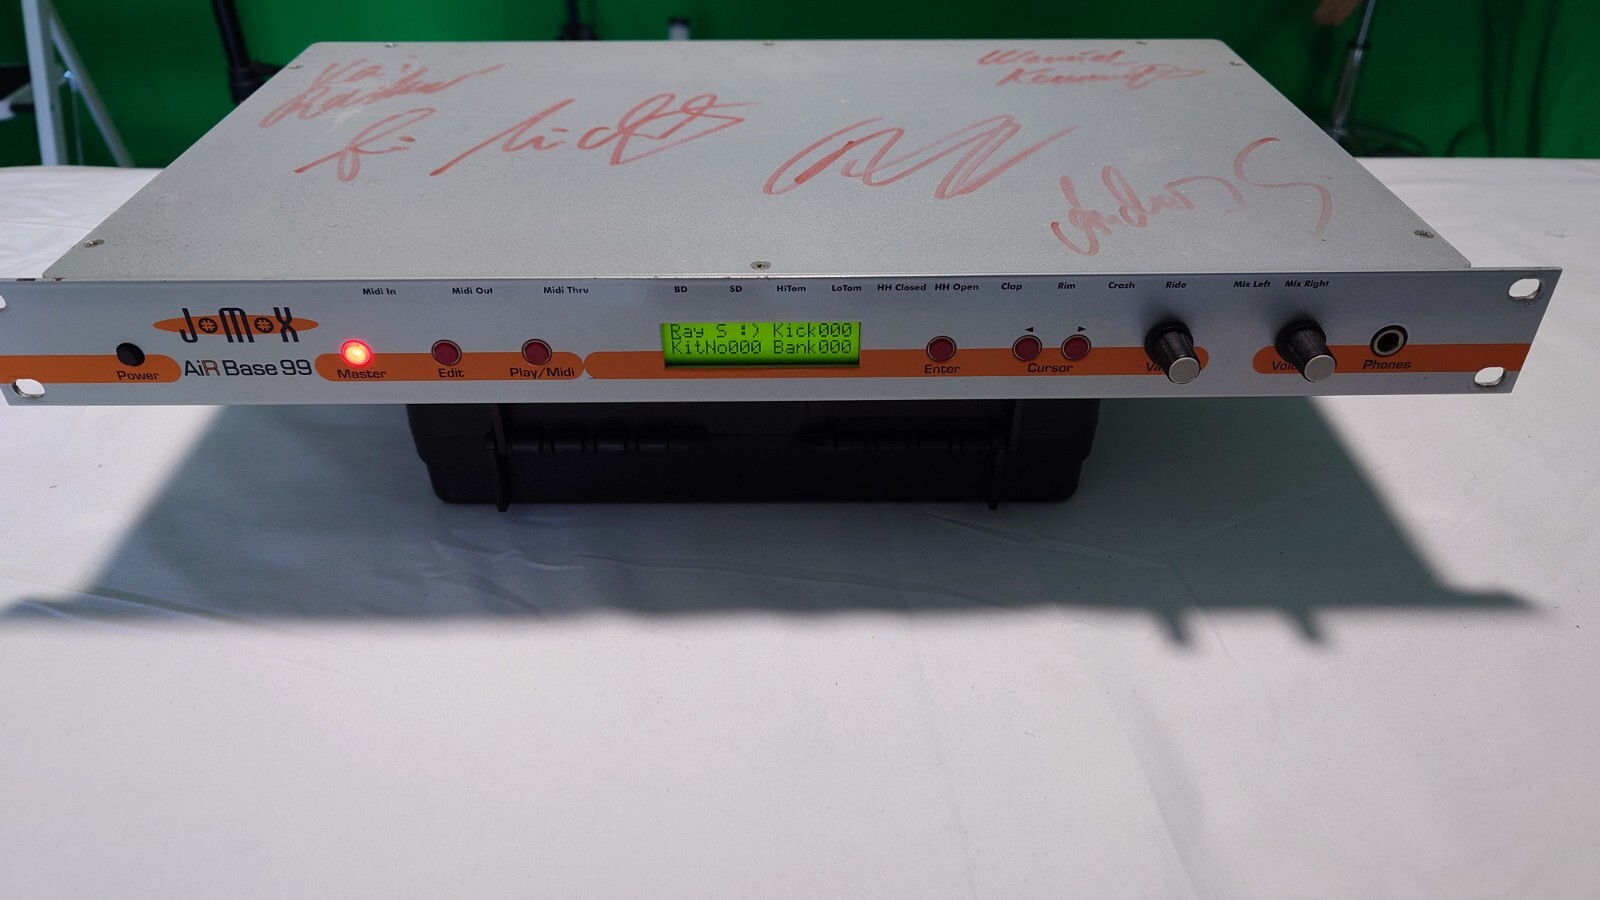 Midi In Midi Out Midi Thru BD SD HiTom LoTom HH Closed HH Open Clap Rim Crash Ride Mix Left Mix Right
JoMoX
AiR Base 99
Ray S :) Kick000
KitNo000 Bank000
Power Master Edit Play/Midi Enter Cursor Phones